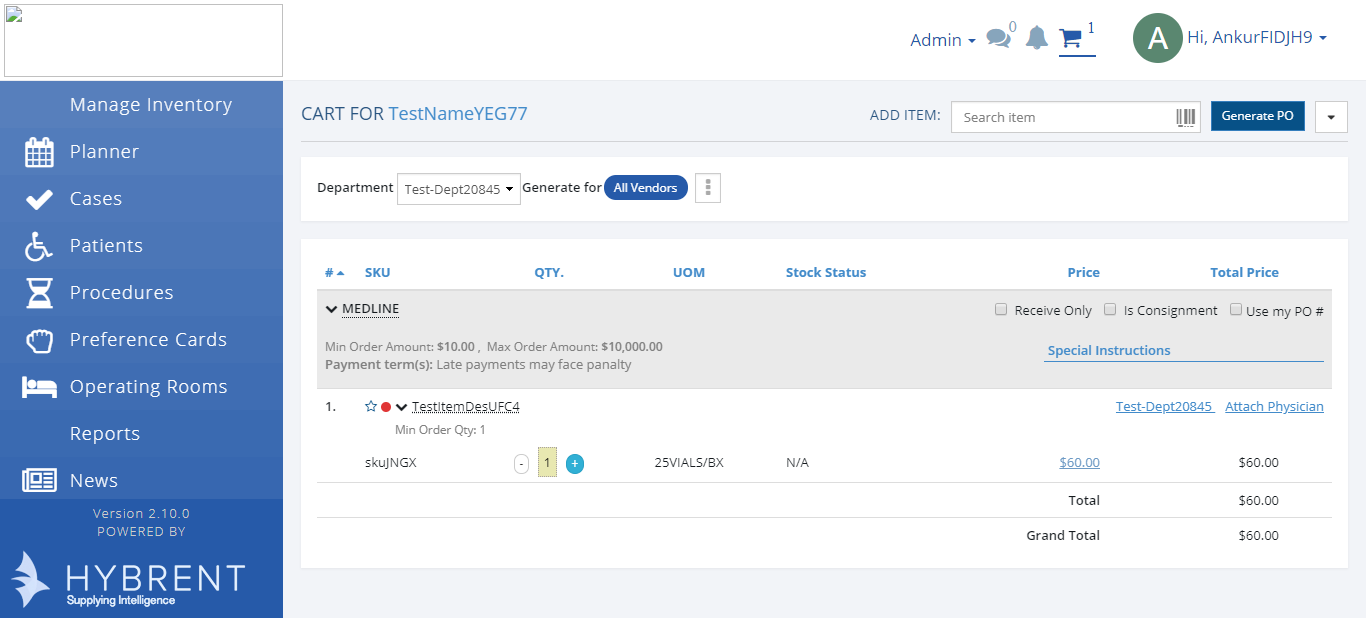 Admin
0
1
A
Hi, AnkurFIDJH9
Manage Inventory
Planner
Cases
Patients
Procedures
Preference Cards
Operating Rooms
Reports
News
Version 2.10.0
POWERED BY
HYBRENT
Supplying Intelligence
CART FOR TestNameYEG77
ADD ITEM:
Search item
Generate PO
Department
Test-Dept20845
Generate for
All Vendors
# SKU QTY. UOM Stock Status Price Total Price
MEDLINE
Receive Only Is Consignment Use my PO #
Min Order Amount: $10.00 , Max Order Amount: $10,000.00
Special Instructions
Payment term(s): Late payments may face panalty
1. TestItemDesUFC4 Test-Dept20845 Attach Physician
Min Order Qty: 1
skuJNGX - 1 + 25VIALS/BX N/A $60.00 $60.00
Total $60.00
Grand Total $60.00